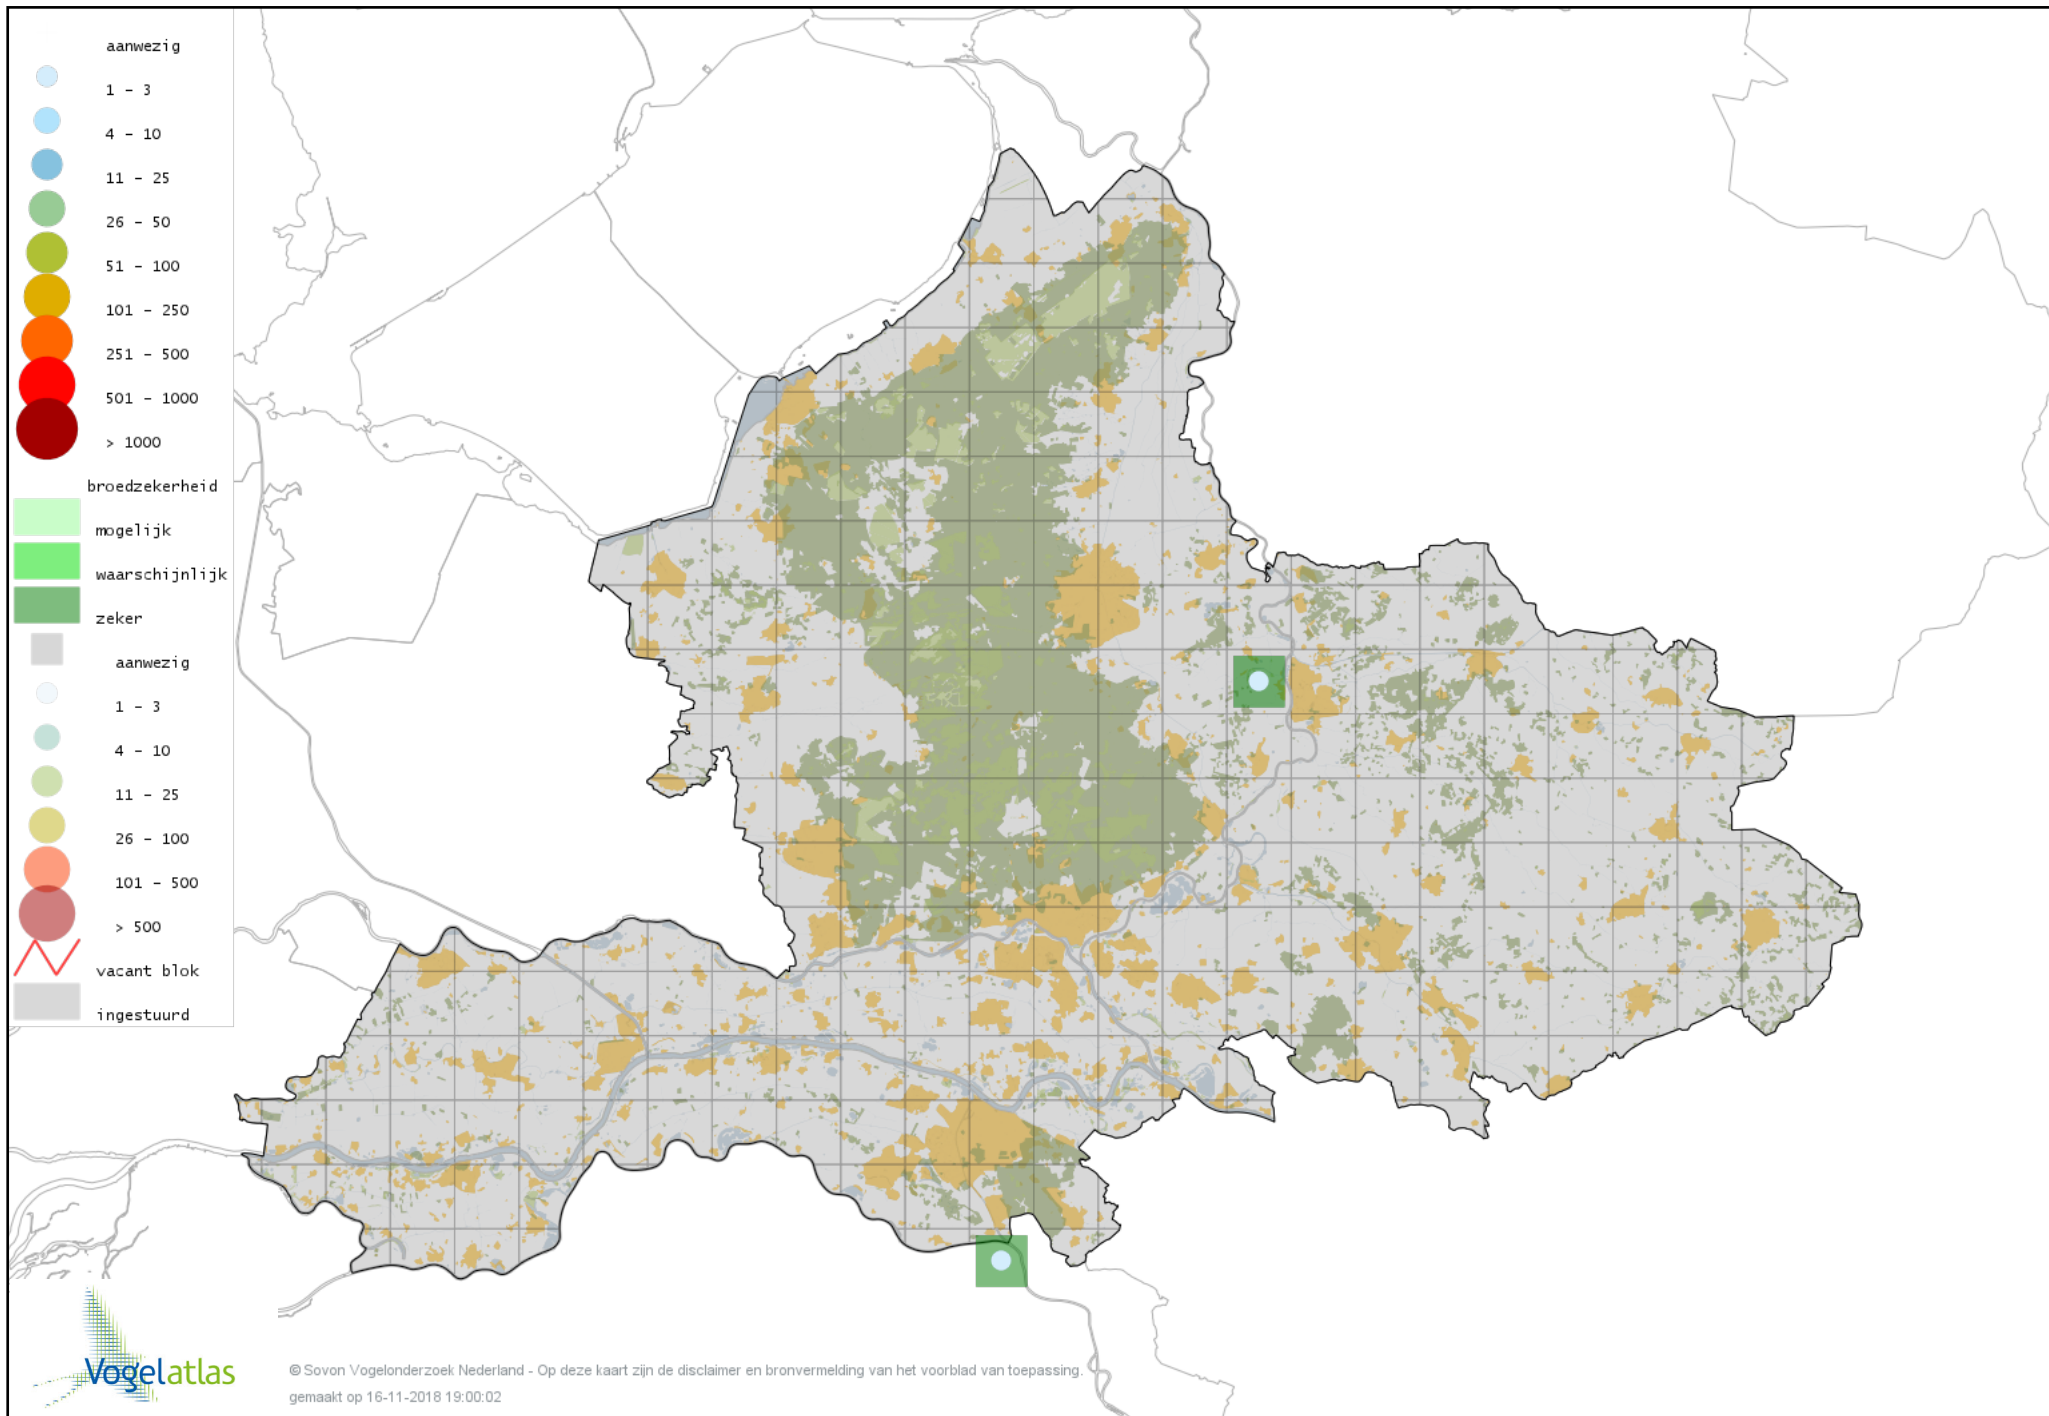 aanwezig
1 - 3
4 - 10
11 - 25
26 - 50
51 - 100
101 - 250
251 - 500
501 - 1000
> 1000
broedzekerheid
mogelijk
waarschijnlijk
zeker
aanwezig
1 - 3
4 - 10
11 - 25
26 - 100
101 - 500
> 500
vacant blok
ingestuurd
Vogelatlas
© Sovon Vogelonderzoek Nederland - Op deze kaart zijn de disclaimer en bronvermelding van het voorblad van toepassing.
gemaakt op 16-11-2018 19:00:02